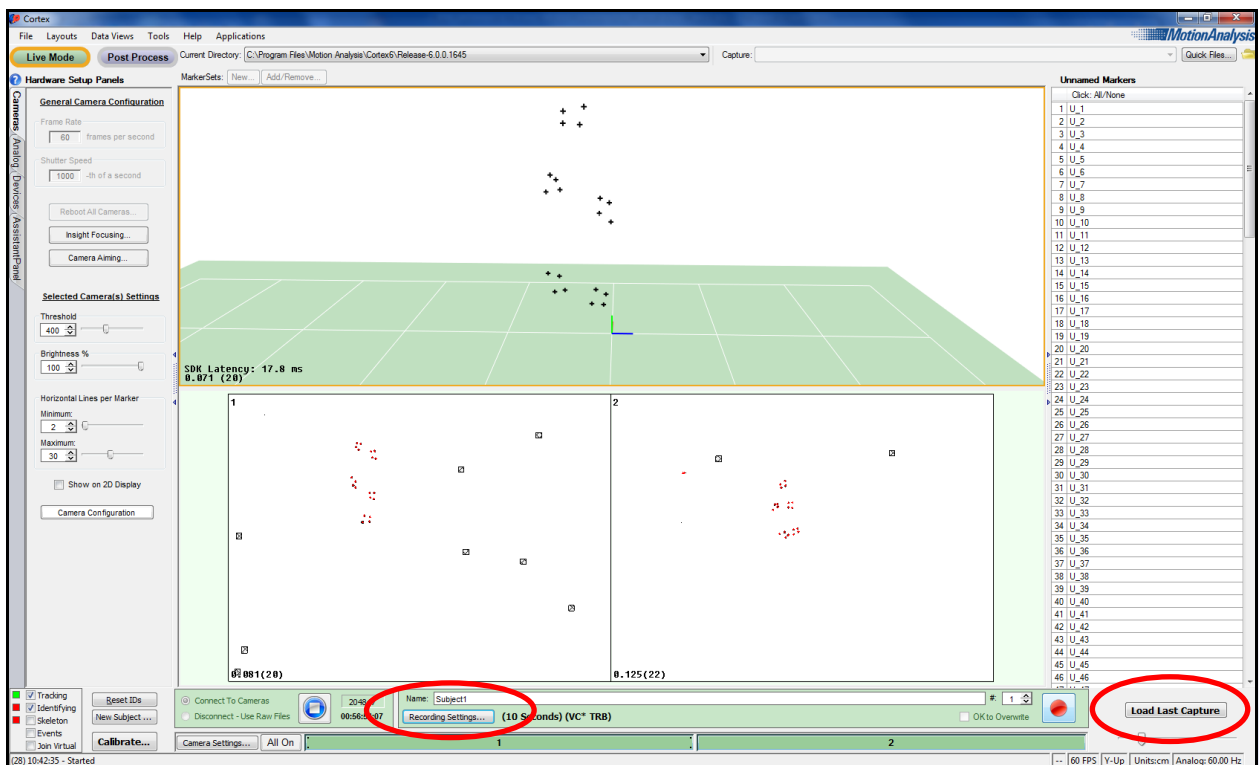 Cortex
File Layouts Data Views Tools Help Applications
MotionAnalysis
Live Mode Post Process Current Directory: C:\Program Files\Motion Analysis\Cortex6\Release-6.0.0.1645 Capture: Quick Files...
Hardware Setup Panels
MarkerSets: New... Add/Remove...
Unnamed Markers
Cameras
Analog
Devices
AssistantPanel
General Camera Configuration
Frame Rate
60 frames per second
Shutter Speed
1000 -th of a second
Reboot All Cameras...
Insight Focusing...
Camera Aiming...
Selected Camera(s) Settings
Threshold
400
Brightness %
100
Horizontal Lines per Marker
Minimum:
2
Maximum:
30
Show on 2D Display
Camera Configuration
SDK Latency: 17.8 ms
0.071 (20)
1
2
0.125(22)
Click: All/None
1 U_1
2 U_2
3 U_3
4 U_4
5 U_5
6 U_6
7 U_7
8 U_8
9 U_9
10 U_10
11 U_11
12 U_12
13 U_13
14 U_14
15 U_15
16 U_16
17 U_17
18 U_18
19 U_19
20 U_20
21 U_21
22 U_22
23 U_23
24 U_24
25 U_25
26 U_26
27 U_27
28 U_28
29 U_29
30 U_30
31 U_31
32 U_32
33 U_33
34 U_34
35 U_35
36 U_36
37 U_37
38 U_38
39 U_39
40 U_40
41 U_41
42 U_42
43 U_43
44 U_44
45 U_45
46 U_46
Tracking
Identifying
Skeleton
Events
Join Virtual
Reset IDs
New Subject ...
Calibrate...
Connect To Cameras
Disconnect - Use Raw Files
Name: Subject1
#: 1
Recording Settings... (10 Seconds) (VC* TRB)
OK to Overwrite
Load Last Capture
Camera Settings... All On 1 2
(28) 10:42:35 - Started
-- 60 FPS Y-Up Units:cm Analog: 60.00 Hz